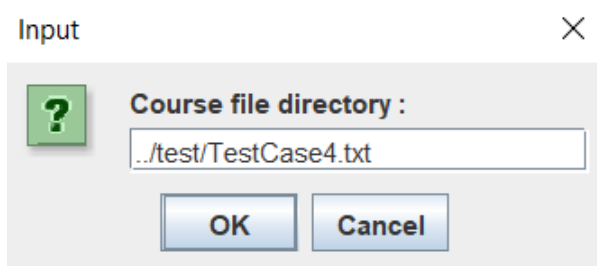 Input
?
Course file directory :
../test/TestCase4.txt
OK Cancel